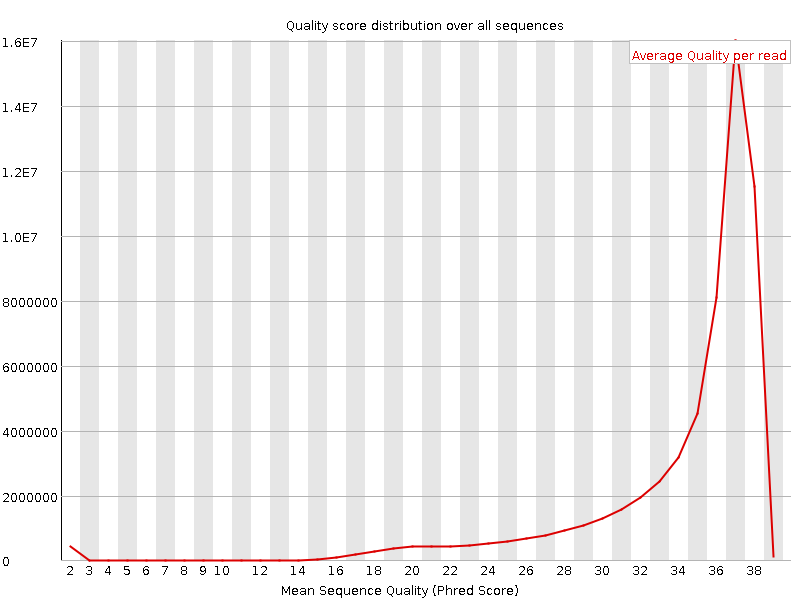 Quality score distribution over all sequences
Average Quality per read
1.6E7
1.4E7
1.2E7
1.0E7
8000000
6000000
4000000
2000000
0
2 3 4 5 6 7 8 9 10 12 14 16 18 20 22 24 26 28 30 32 34 36 38
Mean Sequence Quality (Phred Score)